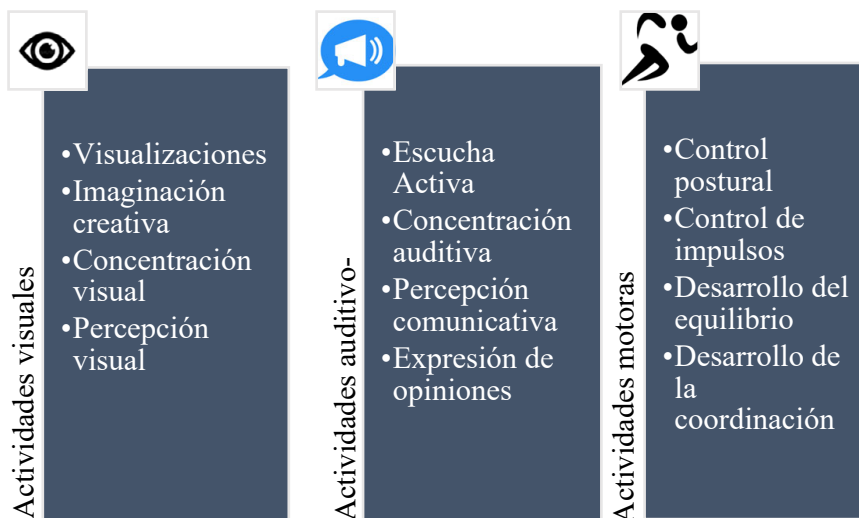 Actividades visuales
•Visualizaciones
•Imaginación
creativa
•Concentración
visual
•Percepción
visual
Actividades auditivo-
•Escucha
Activa
•Concentración
auditiva
•Percepción
comunicativa
•Expresión de
opiniones
Actividades motoras
•Control
postural
•Control de
impulsos
•Desarrollo del
equilibrio
•Desarrollo de
la
coordinación